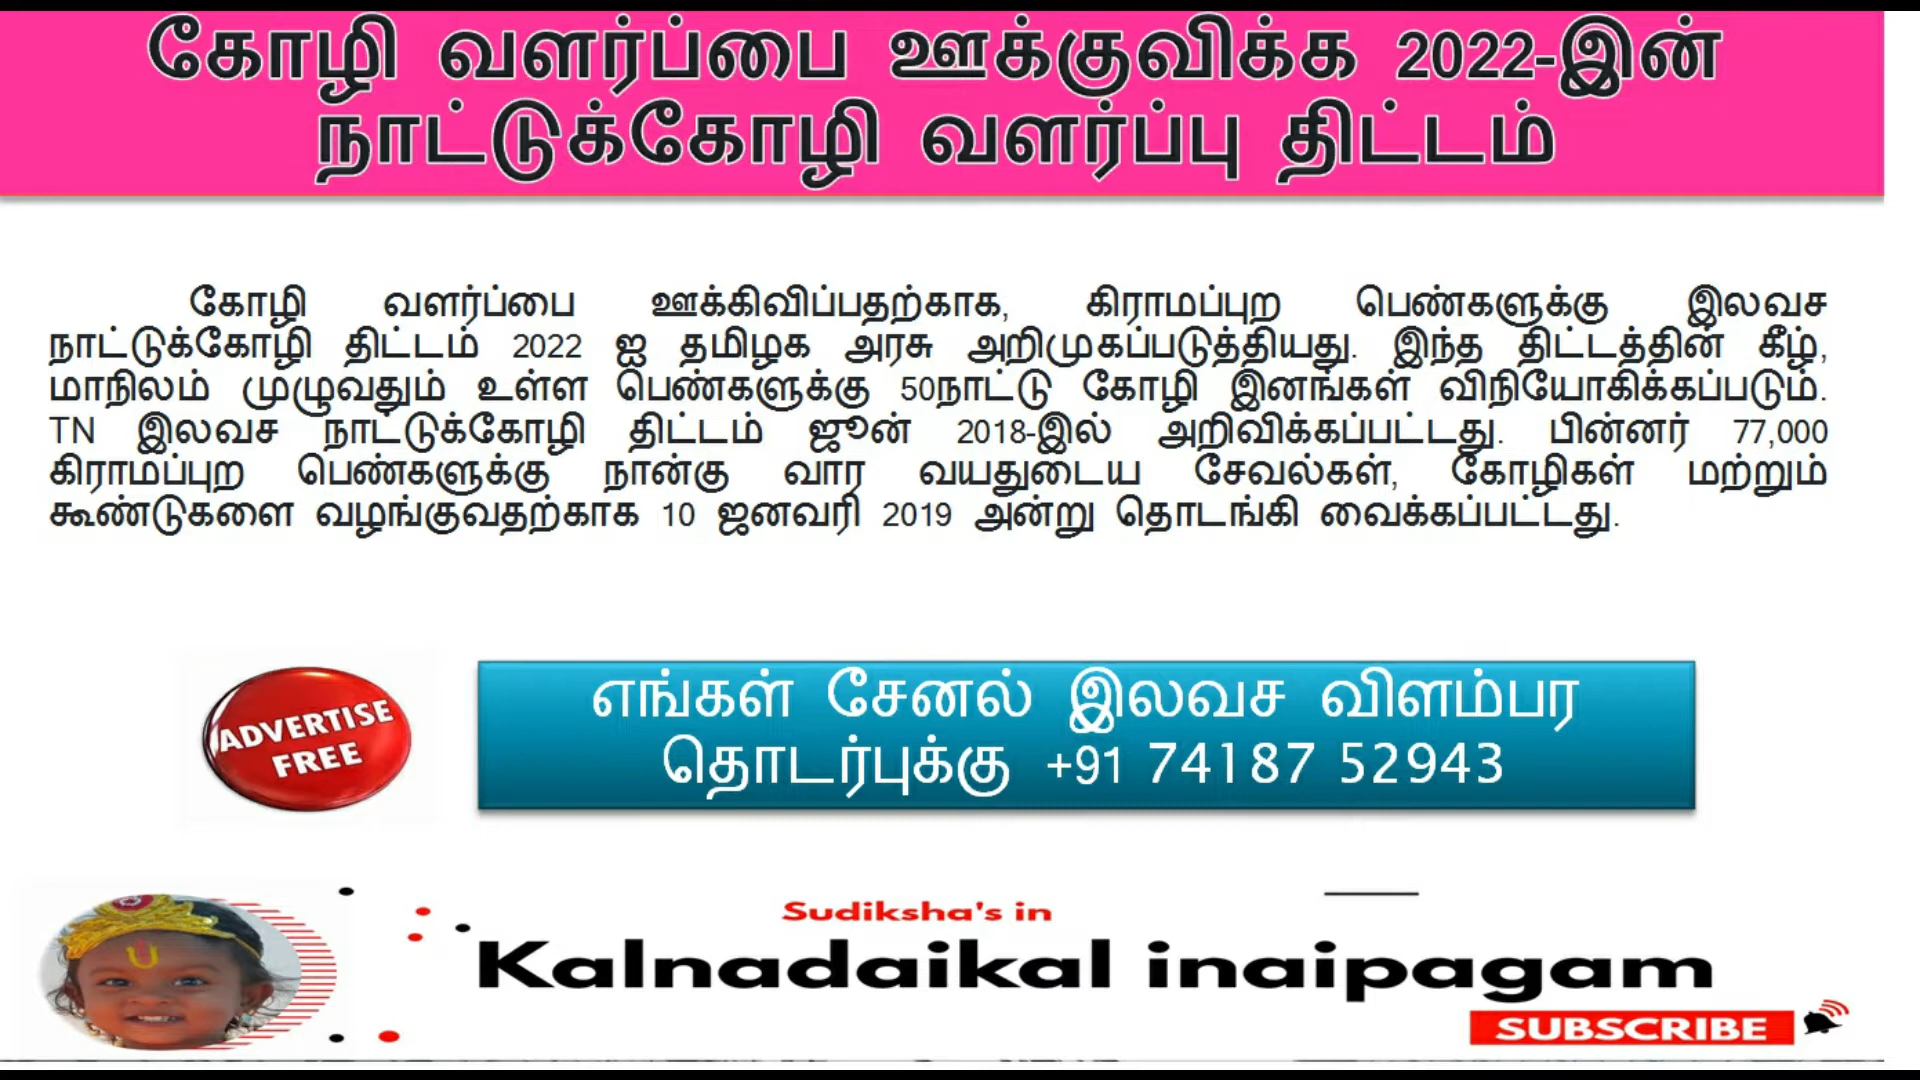 கோழி வளர்ப்பை ஊக்குவிக்க 2022-இன்
நாட்டுக்கோழி வளர்ப்பு திட்டம்
கோழி வளர்ப்பை ஊக்கிவிப்பதற்காக, கிராமப்புற பெண்களுக்கு இலவச
நாட்டுக்கோழி திட்டம் 2022 ஐ தமிழக அரசு அறிமுகப்படுத்தியது. இந்த திட்டத்தின் கீழ்,
மாநிலம் முழுவதும் உள்ள பெண்களுக்கு 50நாட்டு கோழி இனங்கள் விநியோகிக்கப்படும்.
TN இலவச நாட்டுக்கோழி திட்டம் ஜூன் 2018-இல் அறிவிக்கப்பட்டது. பின்னர் 77,000
கிராமப்புற பெண்களுக்கு நான்கு வார வயதுடைய சேவல்கள், கோழிகள் மற்றும்
கூண்டுகளை வழங்குவதற்காக 10 ஜனவரி 2019 அன்று தொடங்கி வைக்கப்பட்டது.
ADVERTISE
FREE
எங்கள் சேனல் இலவச விளம்பர
தொடர்புக்கு +91 74187 52943
Sudiksha's in
Kalnadaikal inaipagam
SUBSCRIBE